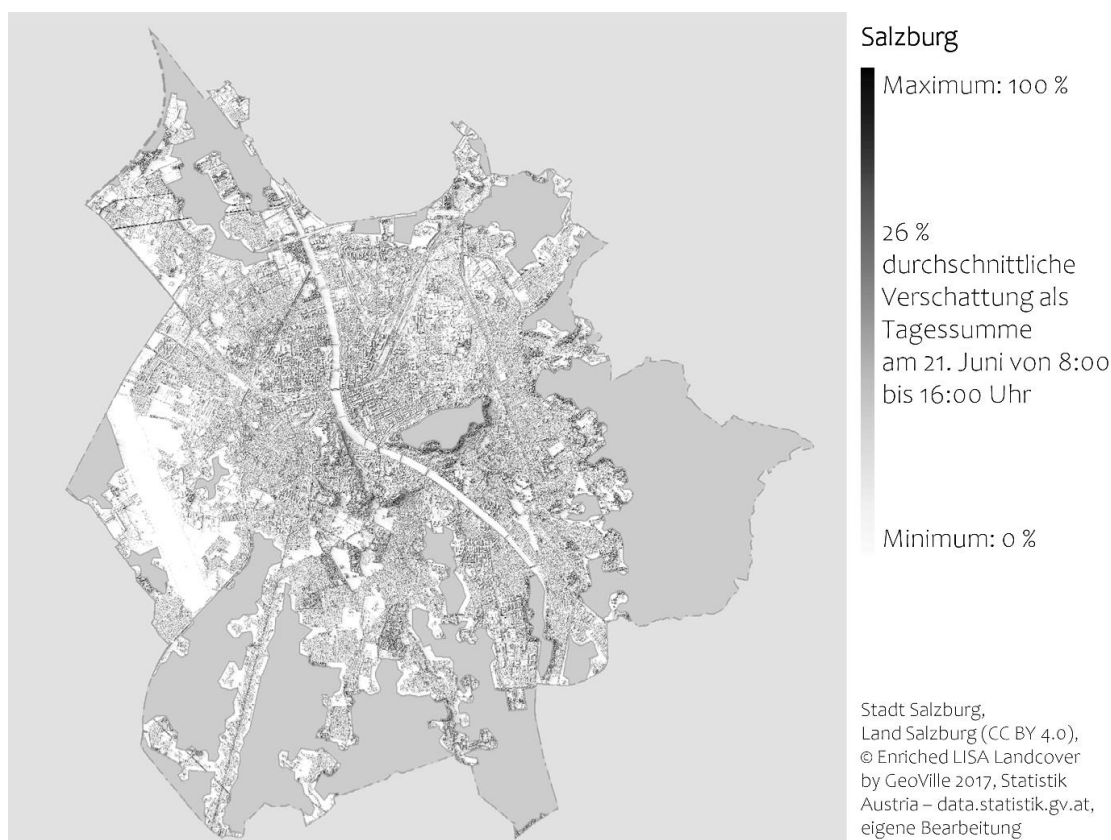 Salzburg
Maximum: 100 %
26 %
durchschnittliche
Verschattung als
Tagessumme
am 21. Juni von 8:00
bis 16:00 Uhr
Minimum: 0 %
Stadt Salzburg,
Land Salzburg (CC BY 4.0),
© Enriched LISA Landcover
by GeoVille 2017, Statistik
Austria – data.statistik.gv.at,
eigene Bearbeitung